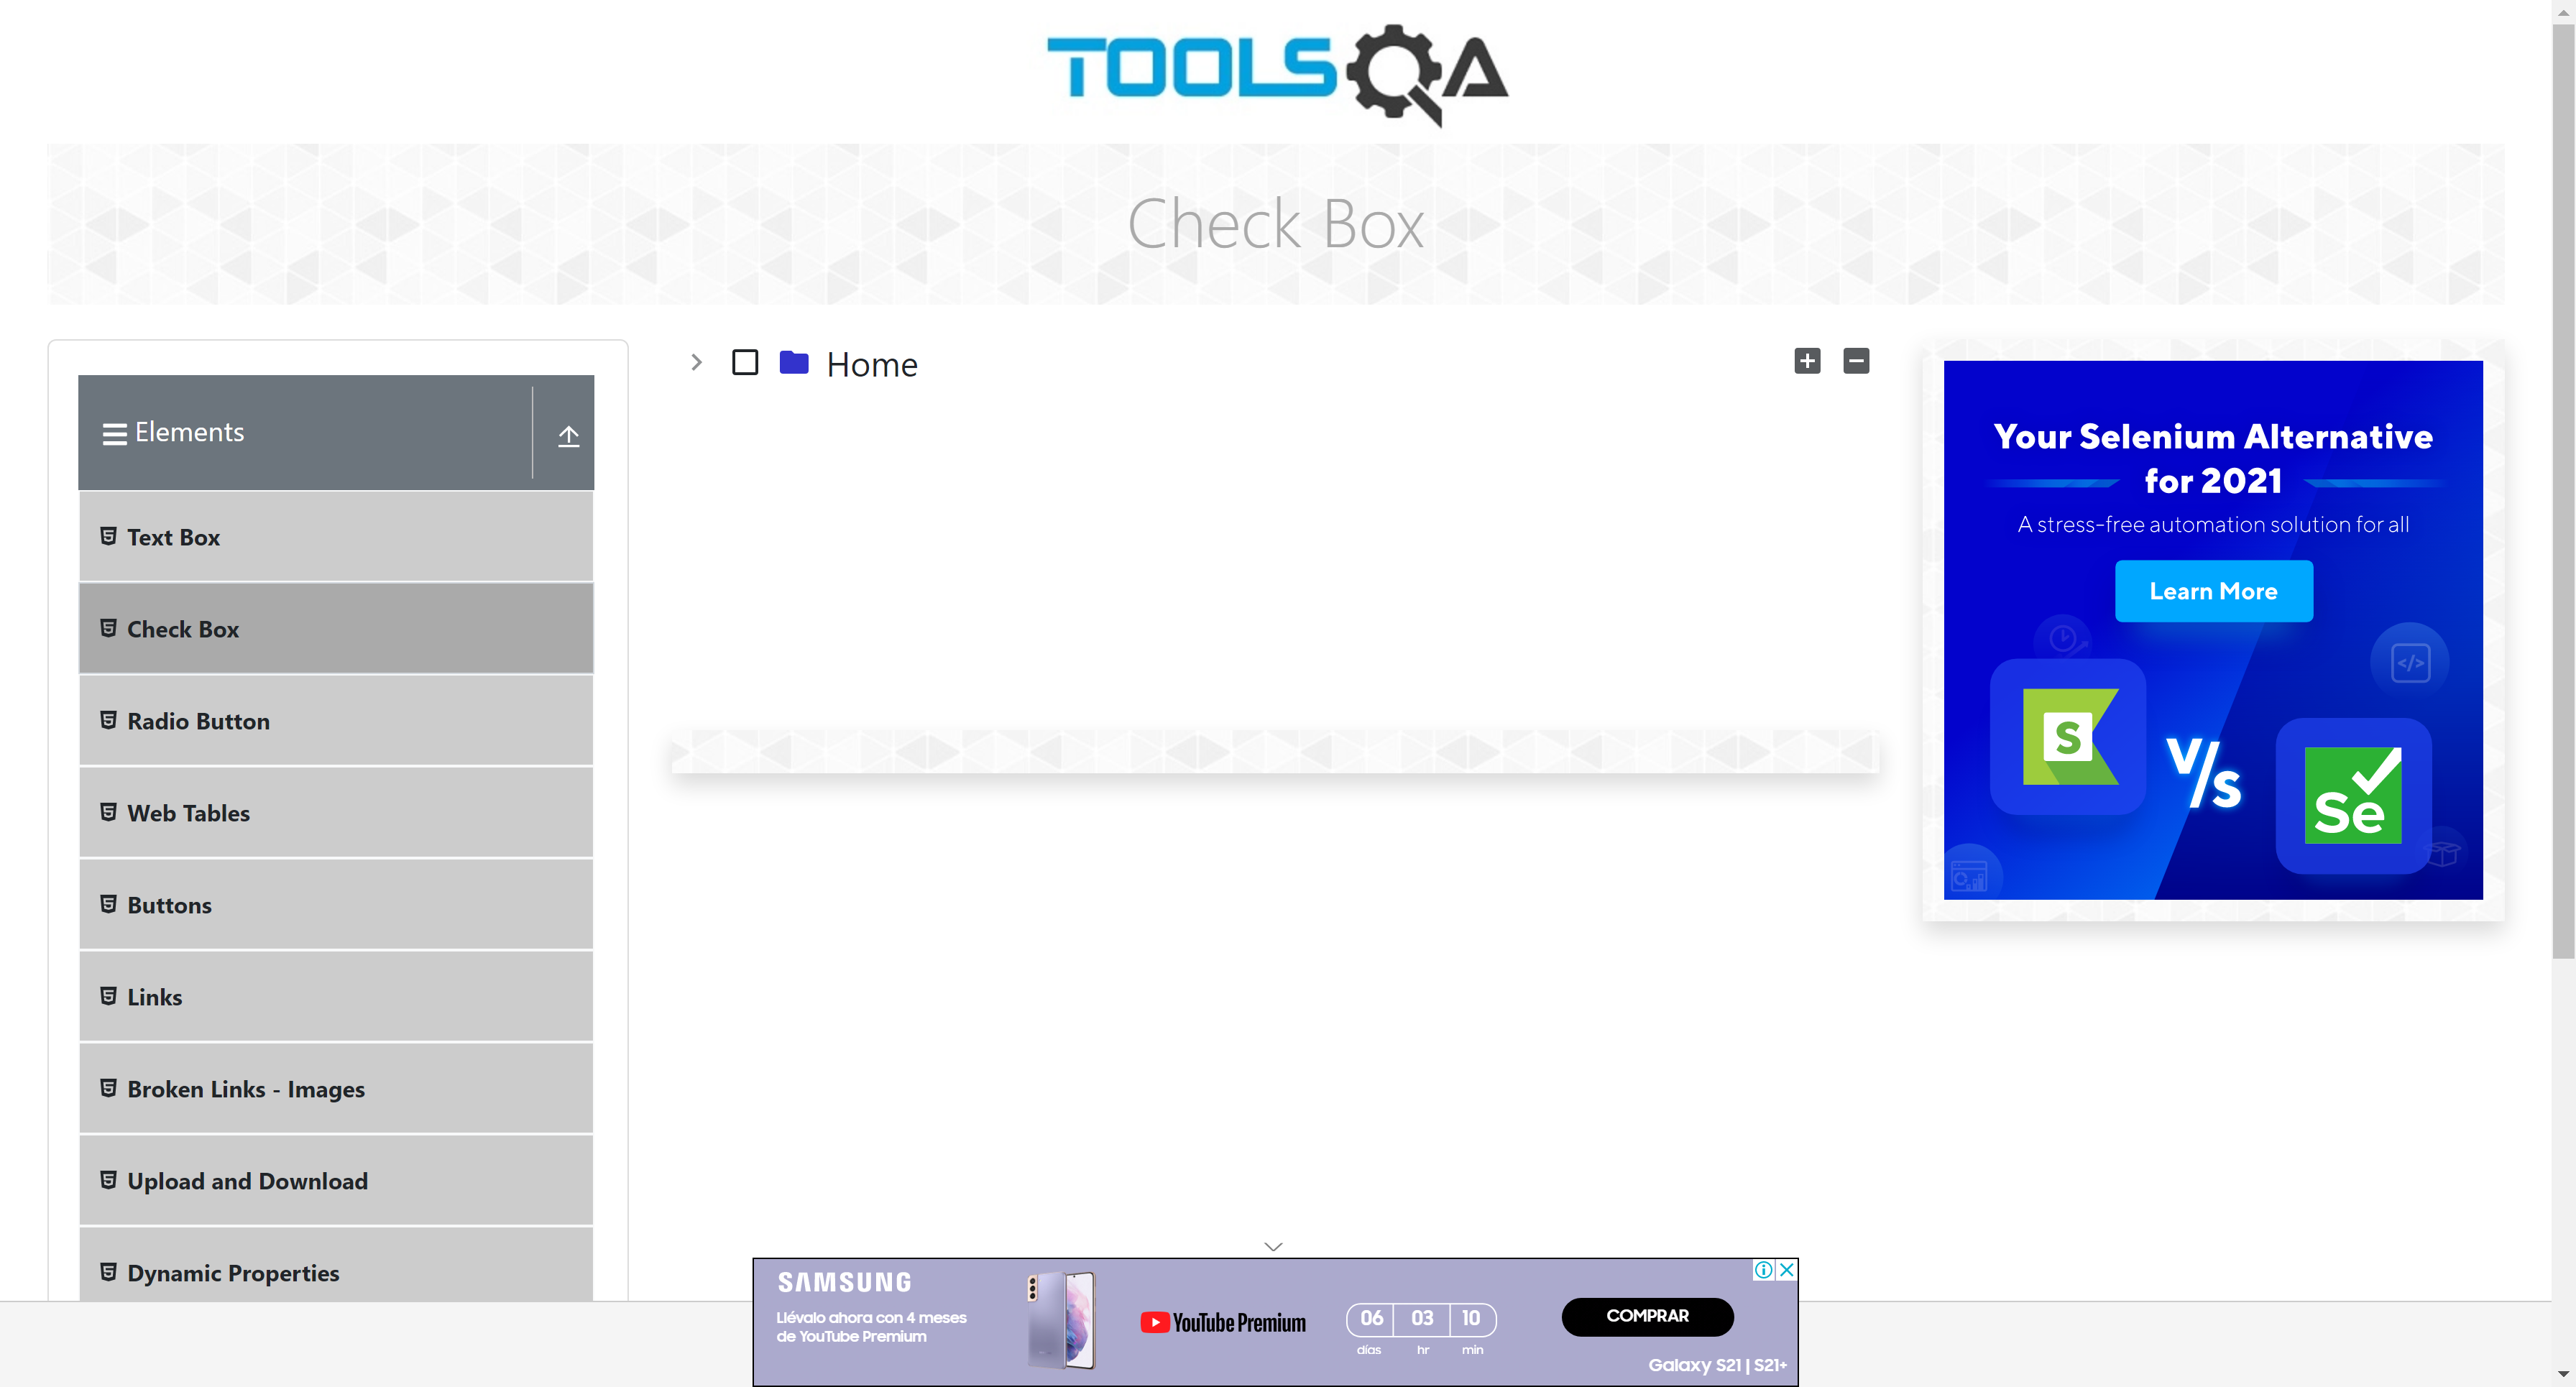 TOOLSQA
Check Box
Elements
Text Box
Check Box
Radio Button
Web Tables
Buttons
Links
Broken Links - Images
Upload and Download
Dynamic Properties
Home
Your Selenium Alternative
for 2021
A stress-free automation solution for all
Learn More
</>
S
V/s
Se
SAMSUNG
Llévalo ahora con 4 meses
de YouTube Premium
YouTube Premium
06 03 10
días hr min
COMPRAR
Galaxy S21 | S21+